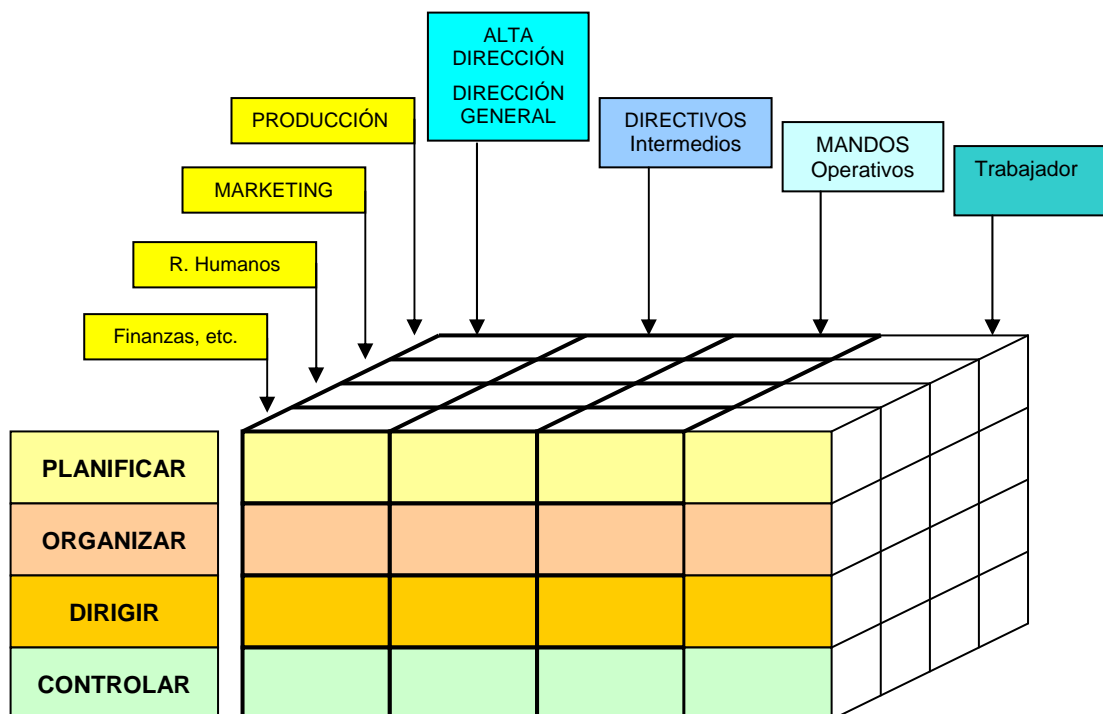 ALTA
DIRECCIÓN
DIRECCIÓN
GENERAL
PRODUCCIÓN
DIRECTIVOS
Intermedios
MANDOS
Operativos
Trabajador
MARKETING
R. Humanos
Finanzas, etc.
PLANIFICAR
ORGANIZAR
DIRIGIR
CONTROLAR